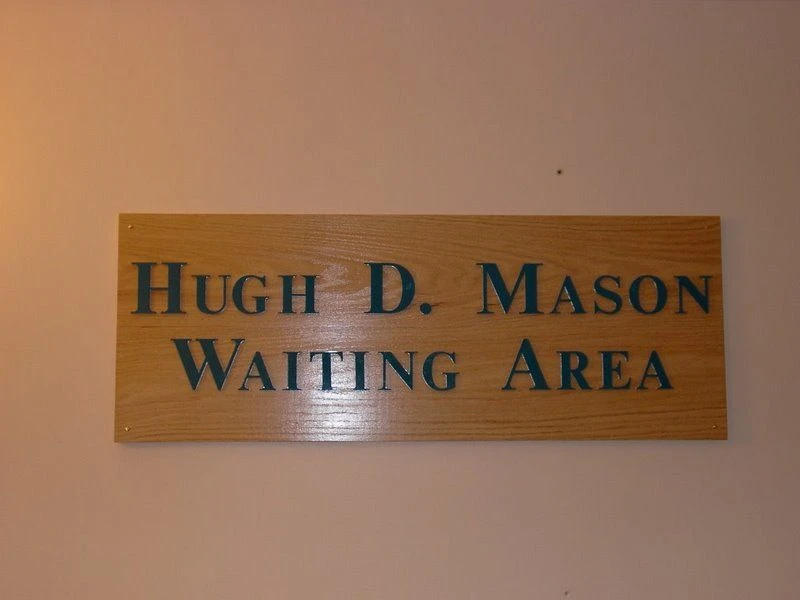 Hugh D. Mason
Waiting Area